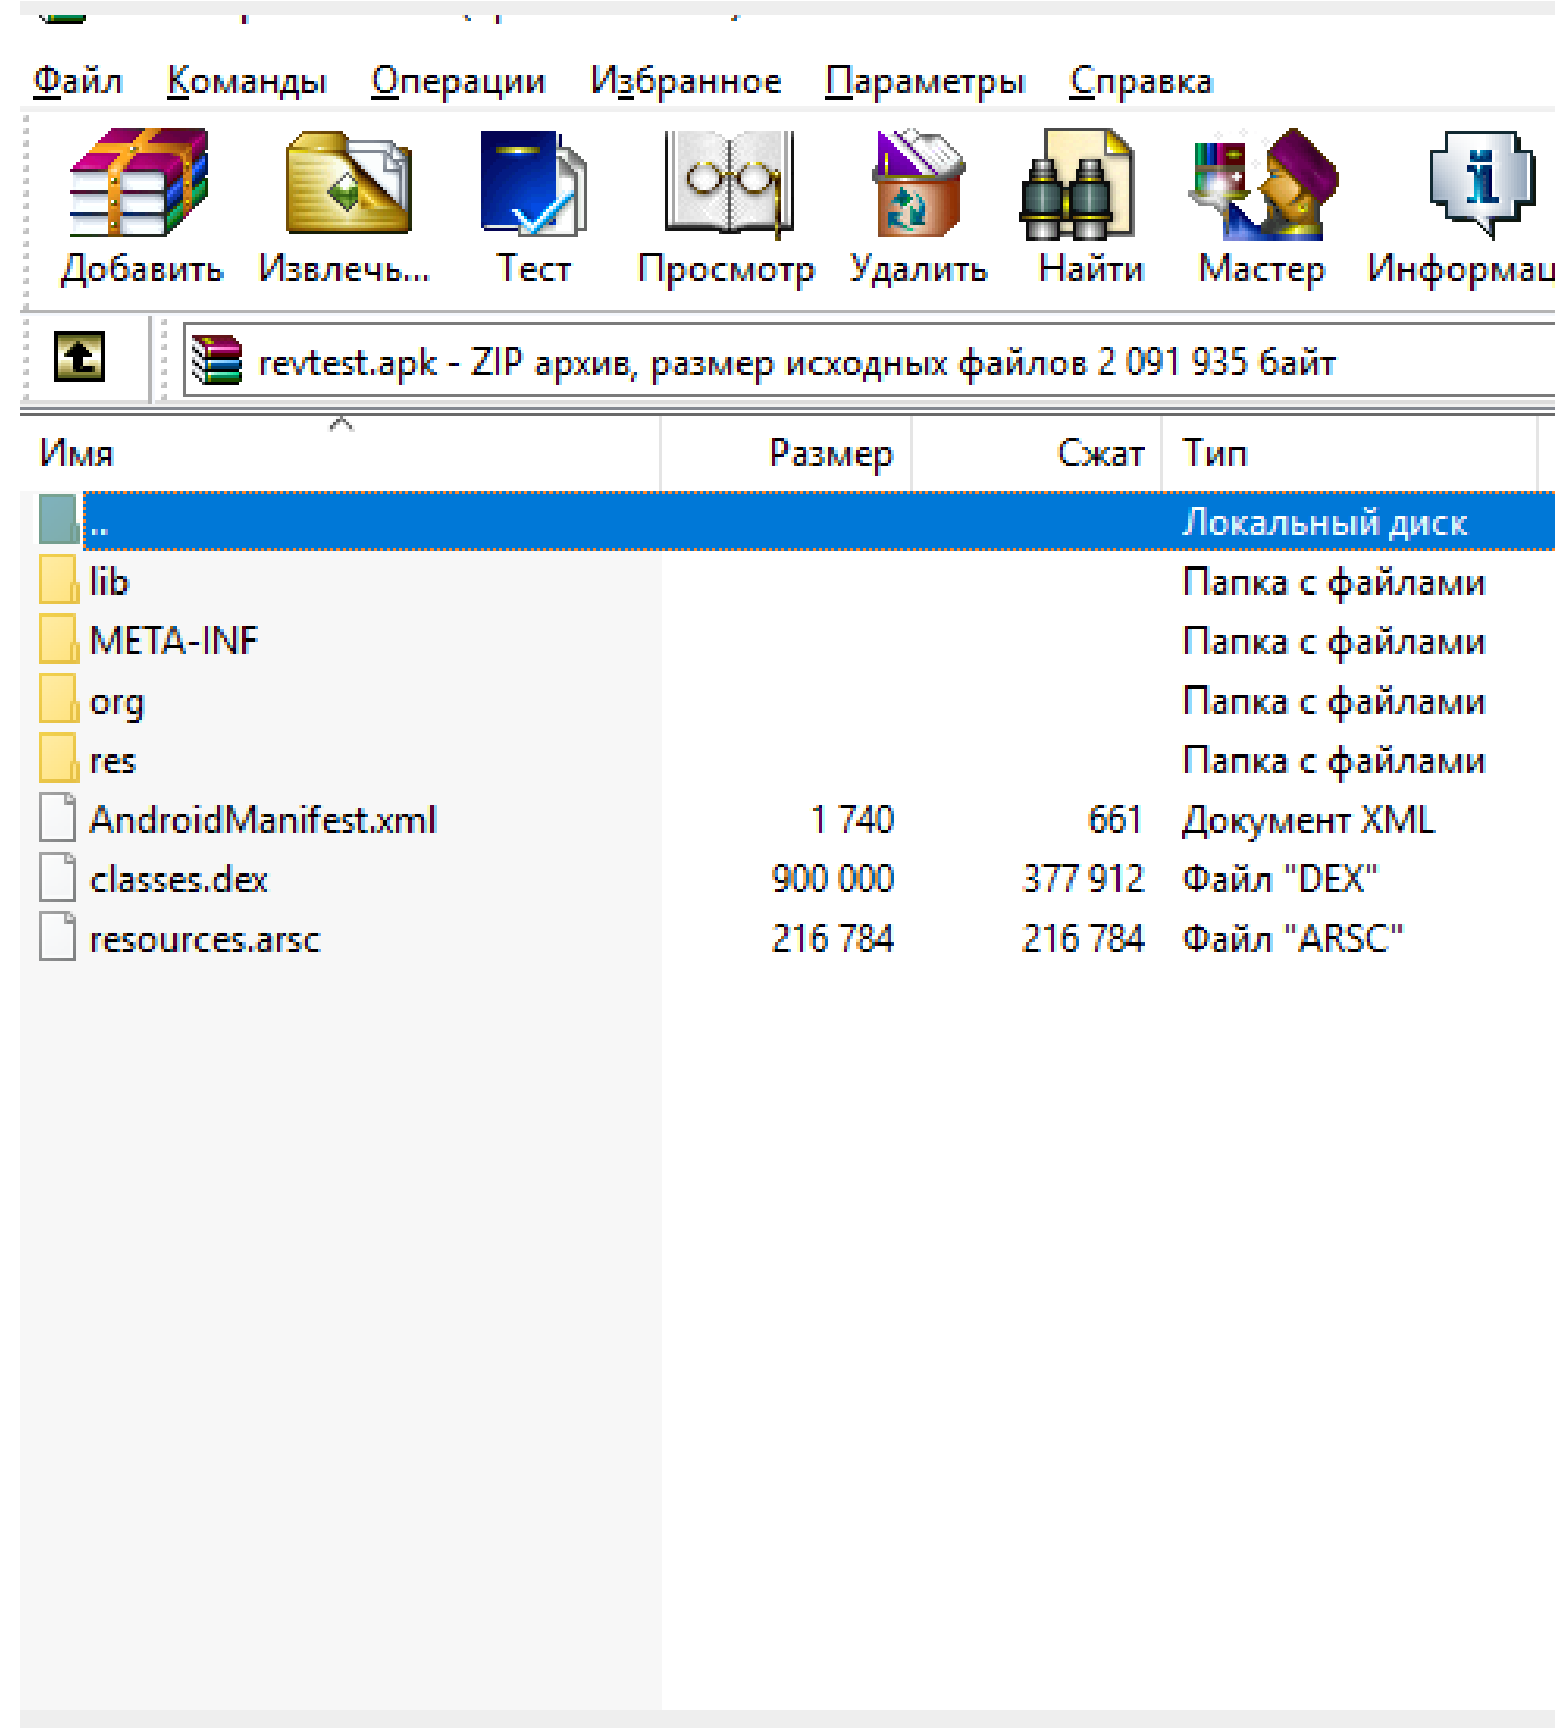 Файл Команды Операции Избранное Параметры Справка
Добавить Извлечь... Тест Просмотр Удалить Найти Мастер Информац
revtest.apk - ZIP архив, размер исходных файлов 2 091 935 байт
Имя Размер Сжат Тип
.. Локальный диск
lib Папка с файлами
META-INF Папка с файлами
org Папка с файлами
res Папка с файлами
AndroidManifest.xml 1 740 661 Документ XML
classes.dex 900 000 377 912 Файл "DEX"
resources.arsc 216 784 216 784 Файл "ARSC"